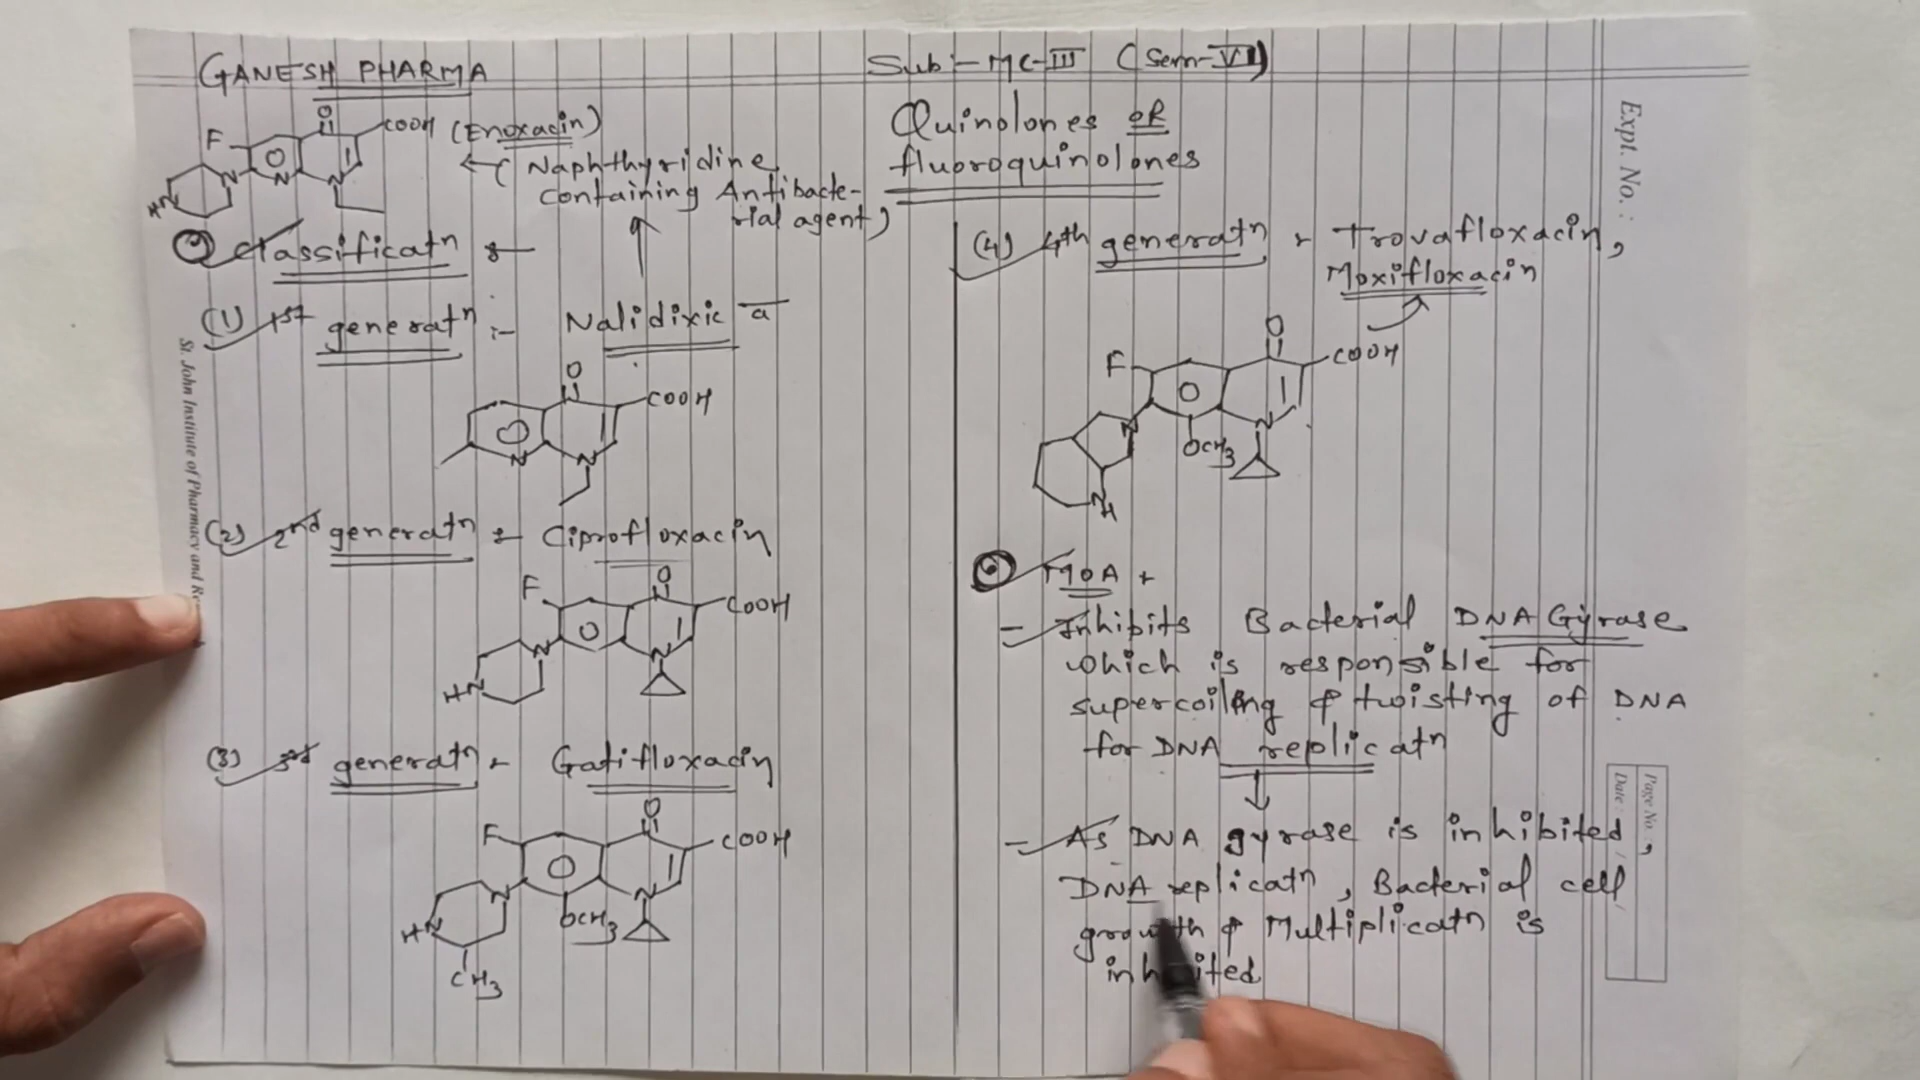 GANESH PHARMA
Sub:- MC-III (Sem-VI)
Expt. No. :
Quinolones OR
fluoroquinolones
O
F
COOH (Enoxacin)
N
N
N
HN
← ( Naphthyridine
containing Antibacte-
rial agent)
Classificatn :-
(1) 1st generatn :- Nalidixic a
O
COOH
N
N
St. John Institute of Pharmacy and Re
(2) 2nd generatn :- Ciprofloxacin
F
O
COOH
N
N
HN
(3) 3rd generatn :- Gatifloxacin
F
O
COOH
N
N
HN
OCH3
CH3
(4) 4th generatn :- Trovafloxacin,
Moxifloxacin
O
F
COOH
N
N
OCH3
N
H
MOA :-
- Inhibits Bacterial DNA Gyrase
which is responsible for
supercoiling & twisting of DNA
for DNA replicatn
↓
- As DNA gyrase is inhibited,
DNA replicatn, Bacterial cell
growth & Multiplicatn is
inhibited
Page No. :
Date :